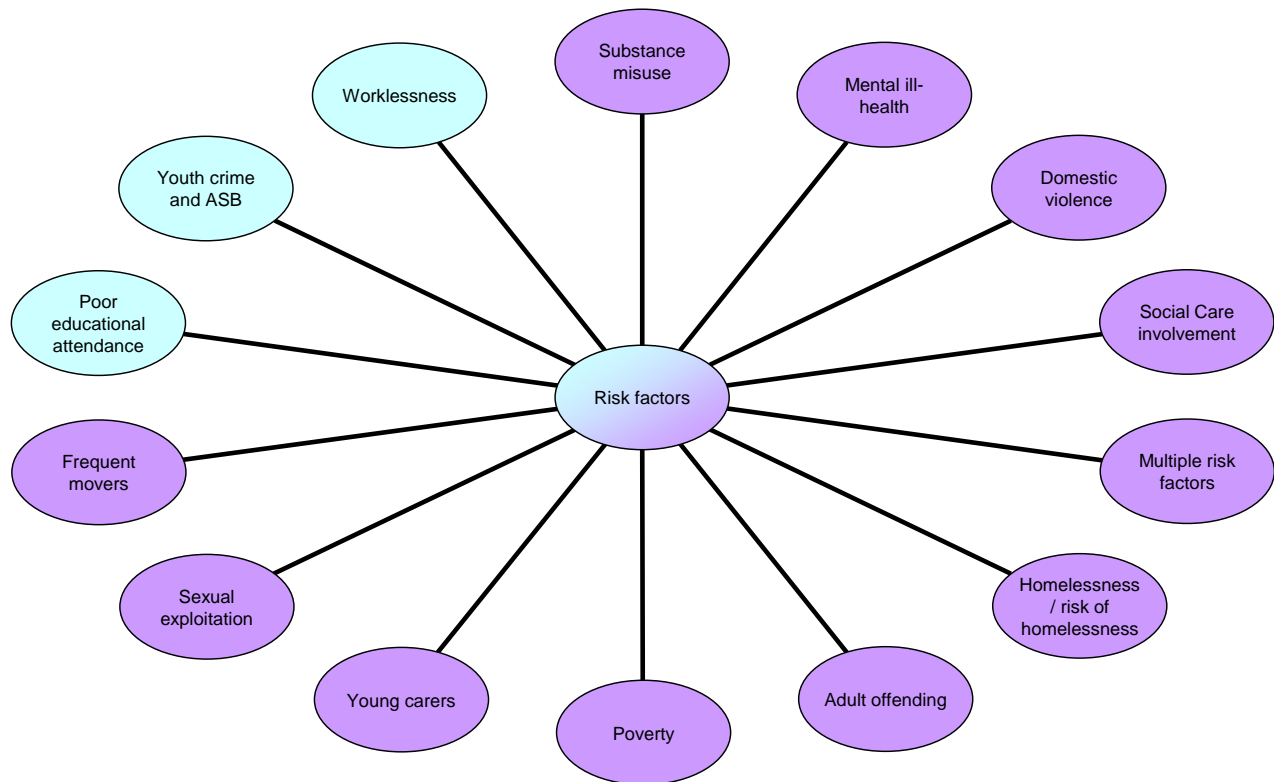 Substance
misuse
Mental ill-
health
Domestic
violence
Social Care
involvement
Multiple risk
factors
Homelessness
/ risk of
homelessness
Adult offending
Poverty
Young carers
Sexual
exploitation
Frequent
movers
Poor
educational
attendance
Youth crime
and ASB
Worklessness
Risk factors